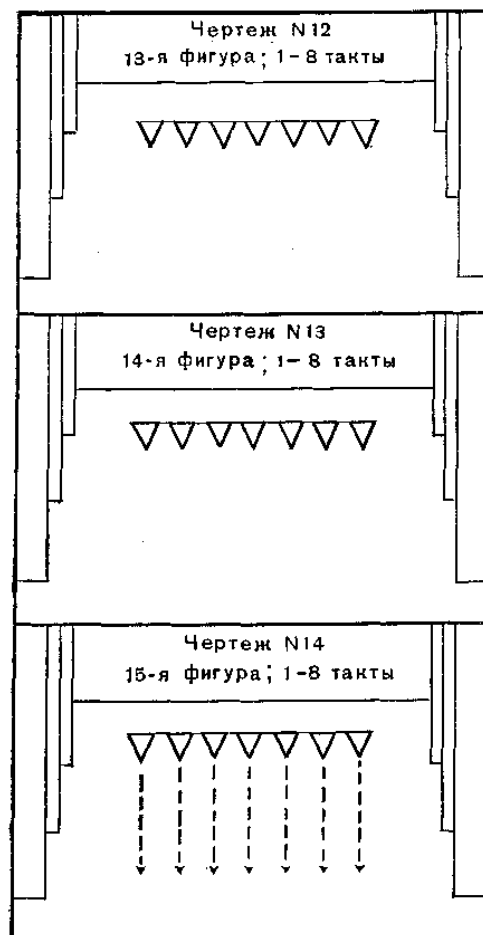 Чертеж N12
13-я фигура; 1-8 такты
Чертеж N13
14-я фигура; 1-8 такты
Чертеж N14
15-я фигура; 1-8 такты